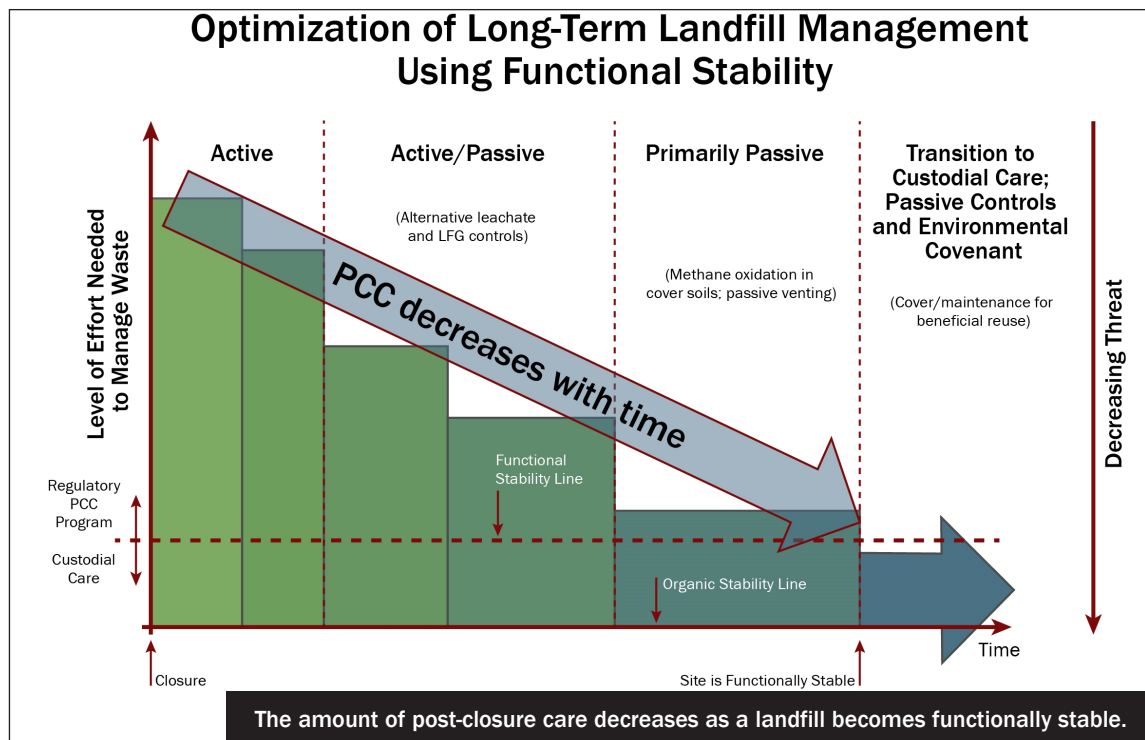 Optimization of Long-Term Landfill Management
Using Functional Stability
Active
Active/Passive
(Alternative leachate
and LFG controls)
Primarily Passive
(Methane oxidation in
cover soils; passive venting)
Transition to
Custodial Care;
Passive Controls
and Environmental
Covenant
(Cover/maintenance for
beneficial reuse)
Level of Effort Needed
to Manage Waste
PCC decreases with time
Decreasing Threat
Functional
Stability Line
Regulatory
PCC
Program
Custodial
Care
Organic Stability Line
Time
Closure
Site is Functionally Stable
The amount of post-closure care decreases as a landfill becomes functionally stable.